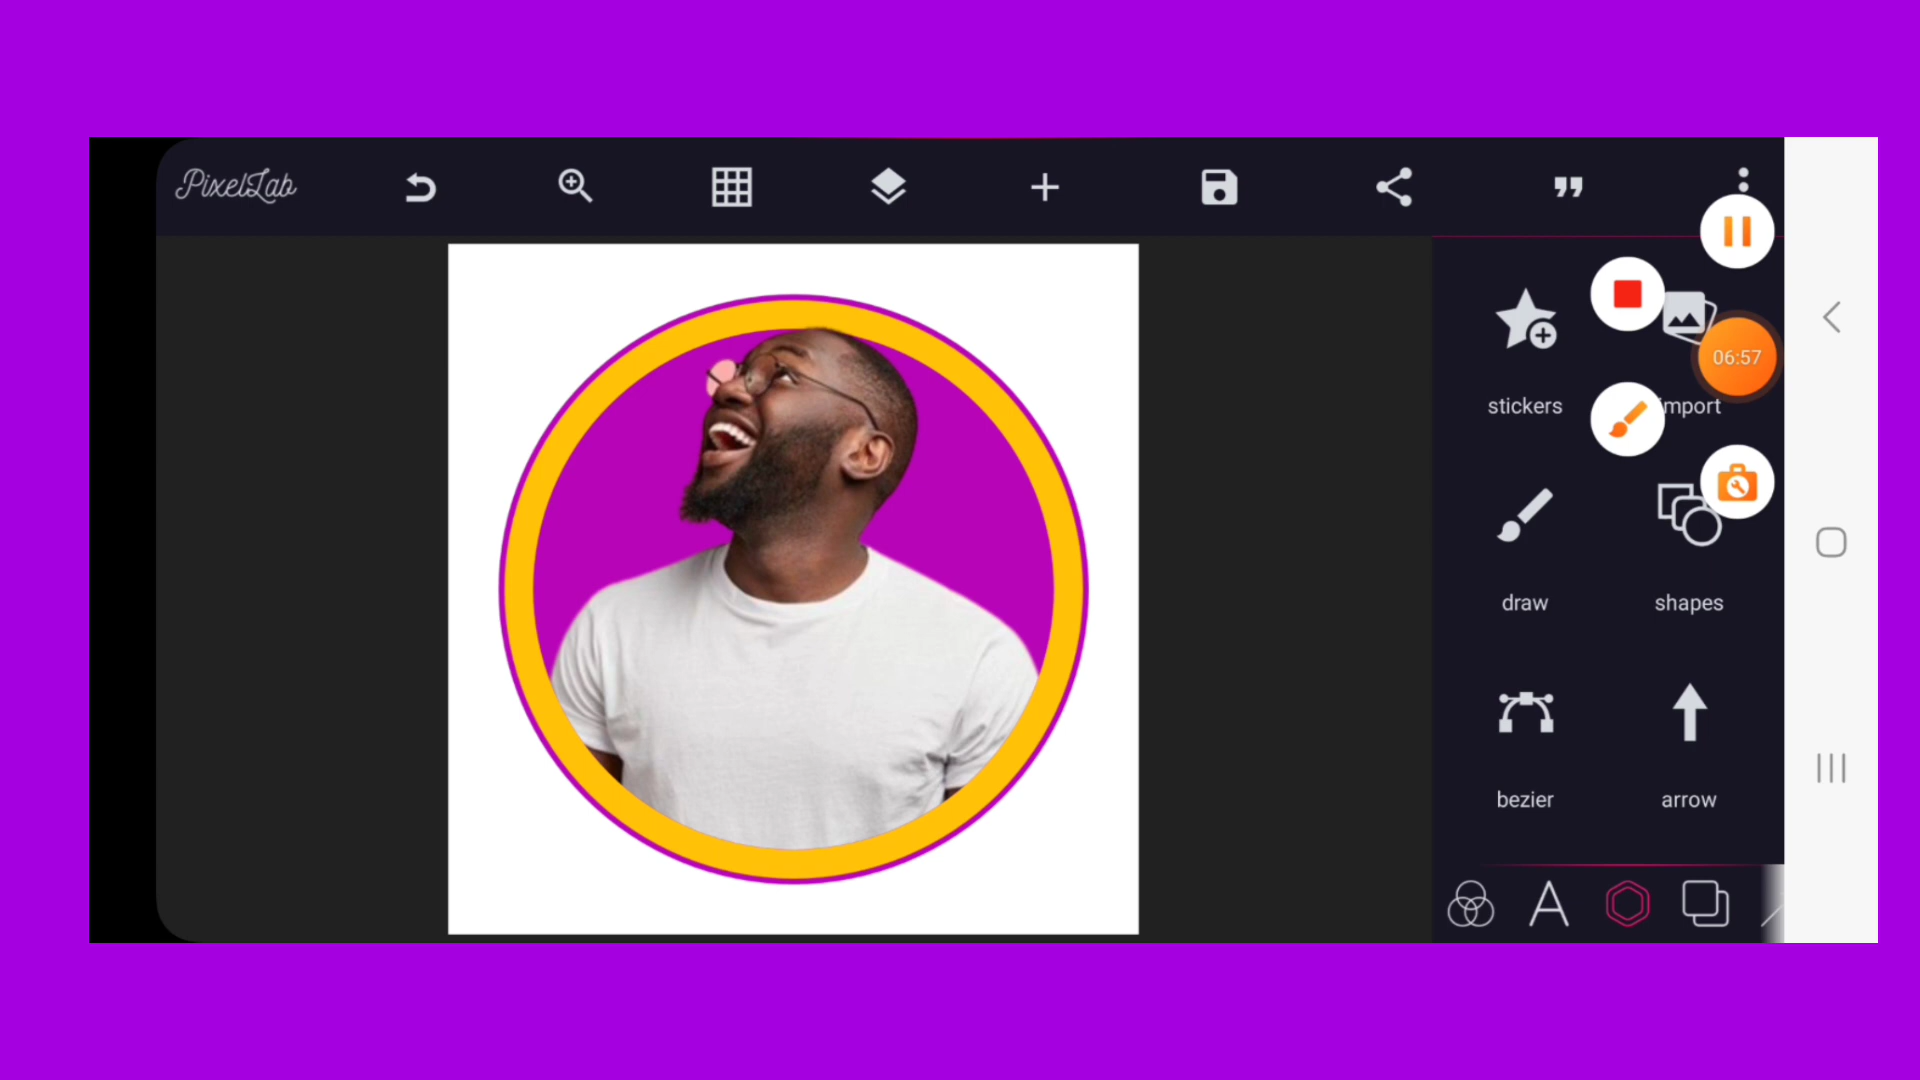 PixelLab
06:57
stickers
import
draw
shapes
bezier
arrow